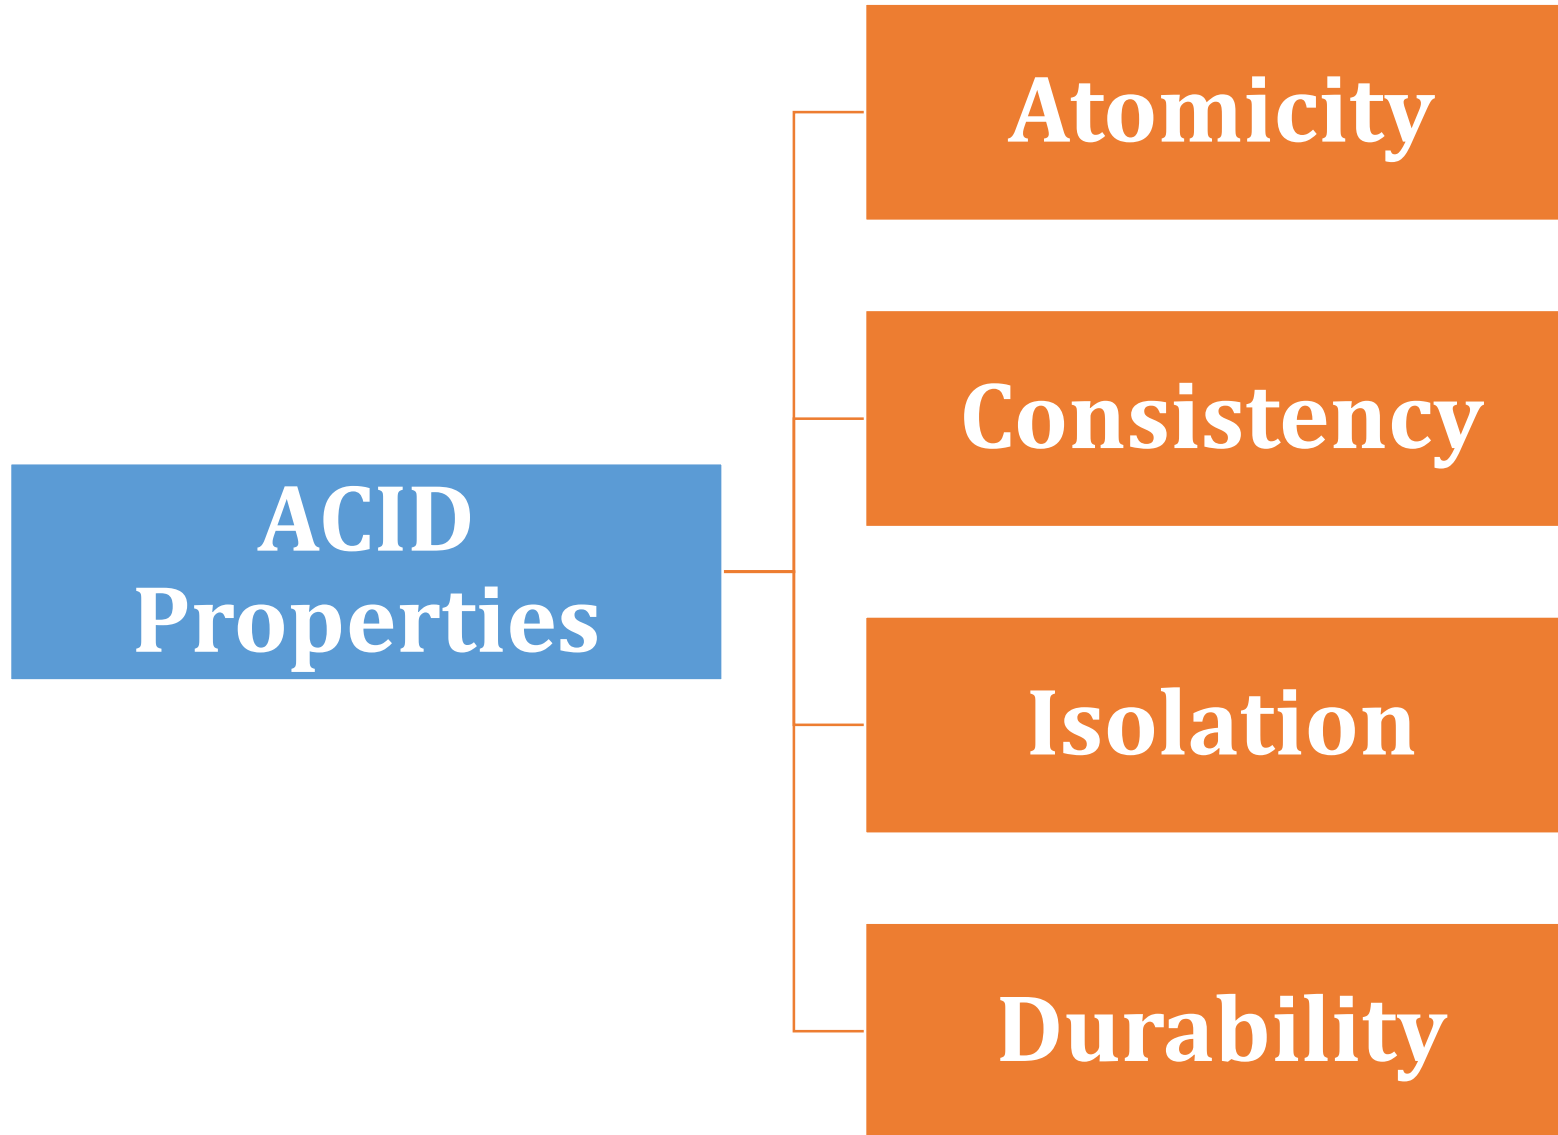 ACID
Properties
Atomicity
Consistency
Isolation
Durability